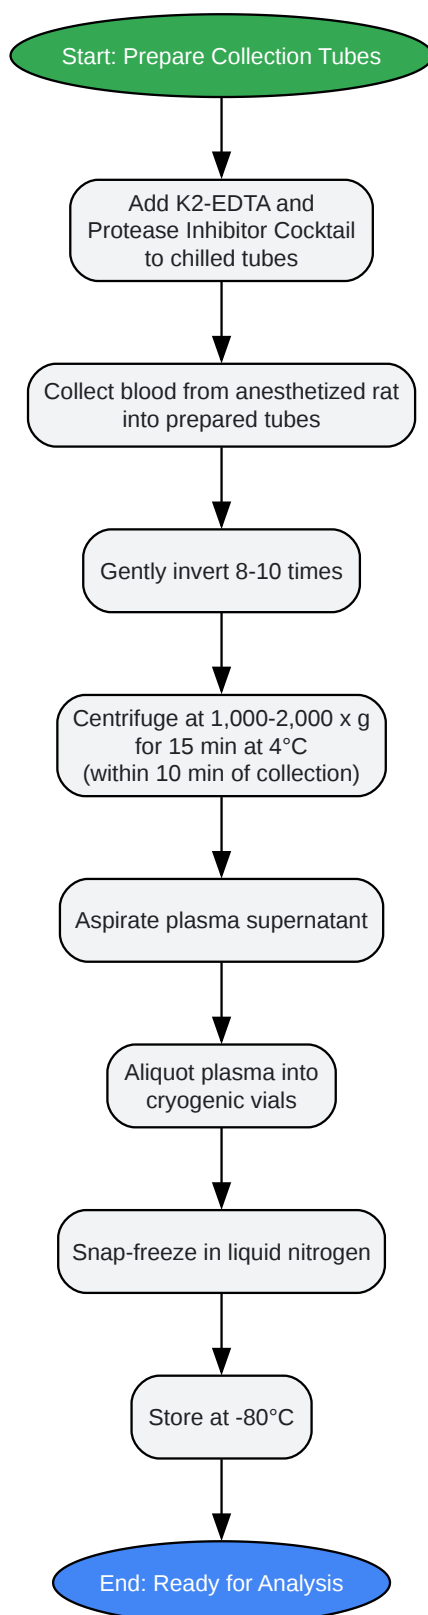 Start: Prepare Collection Tubes
Add K2-EDTA and
Protease Inhibitor Cocktail
to chilled tubes
Collect blood from anesthetized rat
into prepared tubes
Gently invert 8-10 times
Centrifuge at 1,000-2,000 x g
for 15 min at 4°C
(within 10 min of collection)
Aspirate plasma supernatant
Aliquot plasma into
cryogenic vials
Snap-freeze in liquid nitrogen
Store at -80°C
End: Ready for Analysis